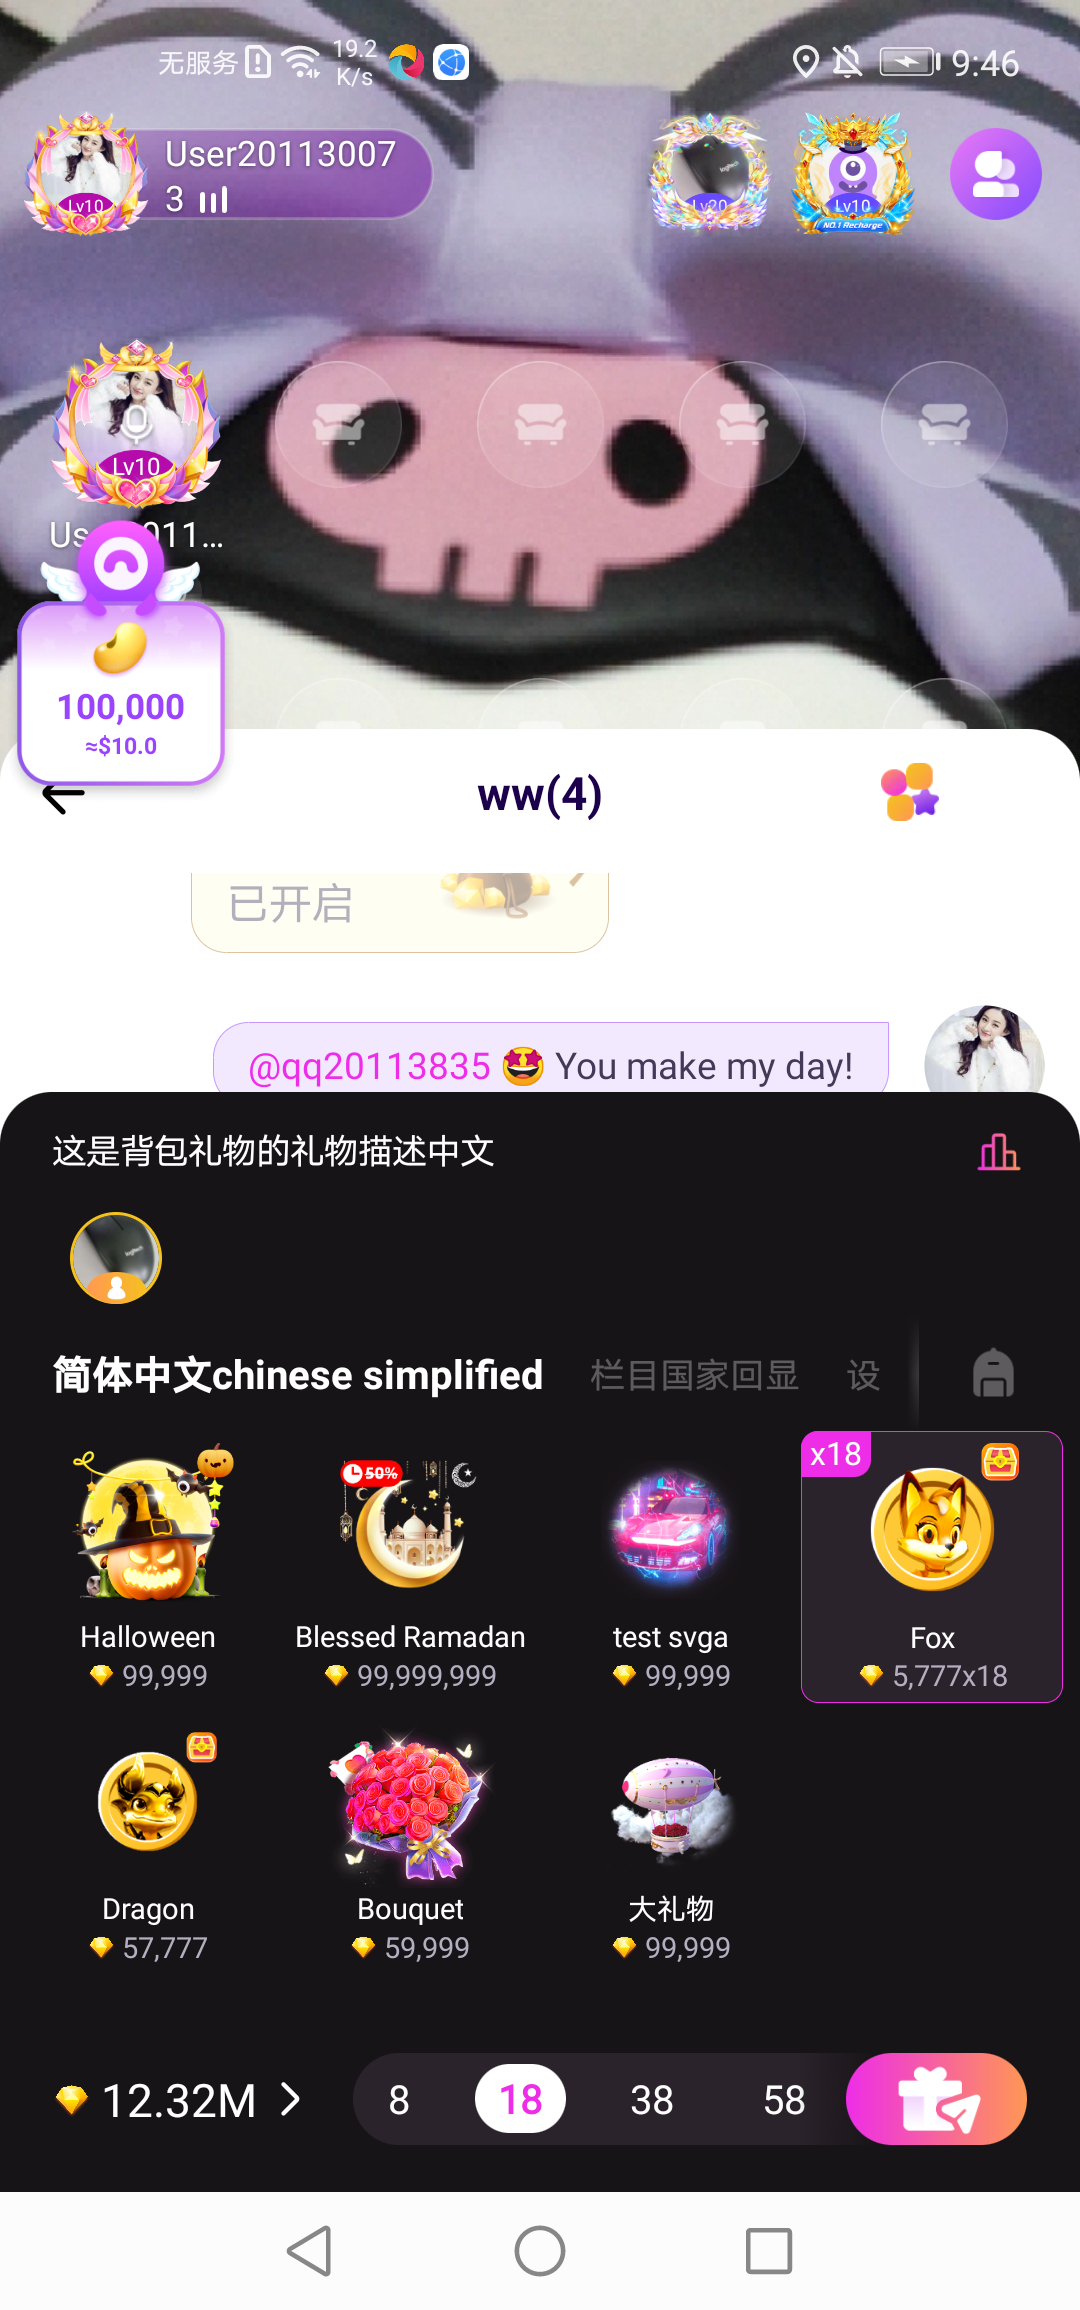 无服务 19.2 K/s 9:46
User20113007
3
Lv10
Lv20
Lv10
NO.1 Recharge
Lv10
Us 011...
100,000
≈$10.0
ww(4)
已开启
@qq20113835 🤩 You make my day!
这是背包礼物的礼物描述中文
logitech
简体中文chinese simplified 栏目国家回显 设
x18
50%
Halloween Blessed Ramadan test svga Fox
99,999 99,999,999 99,999 5,777x18
Dragon Bouquet 大礼物
57,777 59,999 99,999
12.32M 8 18 38 58